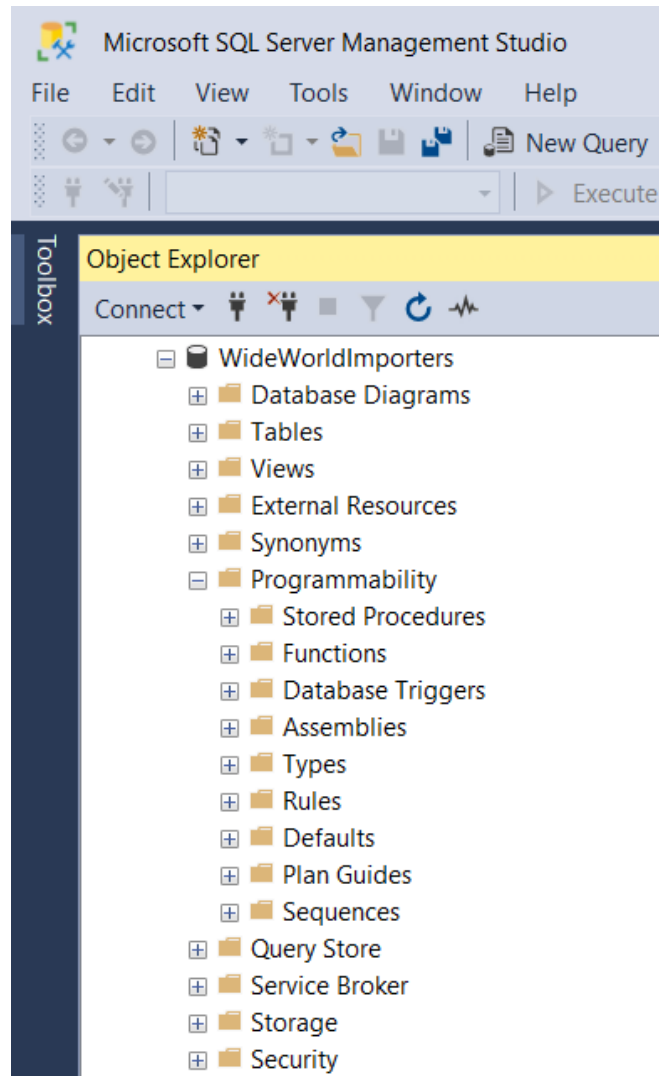 Microsoft SQL Server Management Studio
File Edit View Tools Window Help
New Query
Execute
Toolbox
Object Explorer
Connect
WideWorldImporters
Database Diagrams
Tables
Views
External Resources
Synonyms
Programmability
Stored Procedures
Functions
Database Triggers
Assemblies
Types
Rules
Defaults
Plan Guides
Sequences
Query Store
Service Broker
Storage
Security